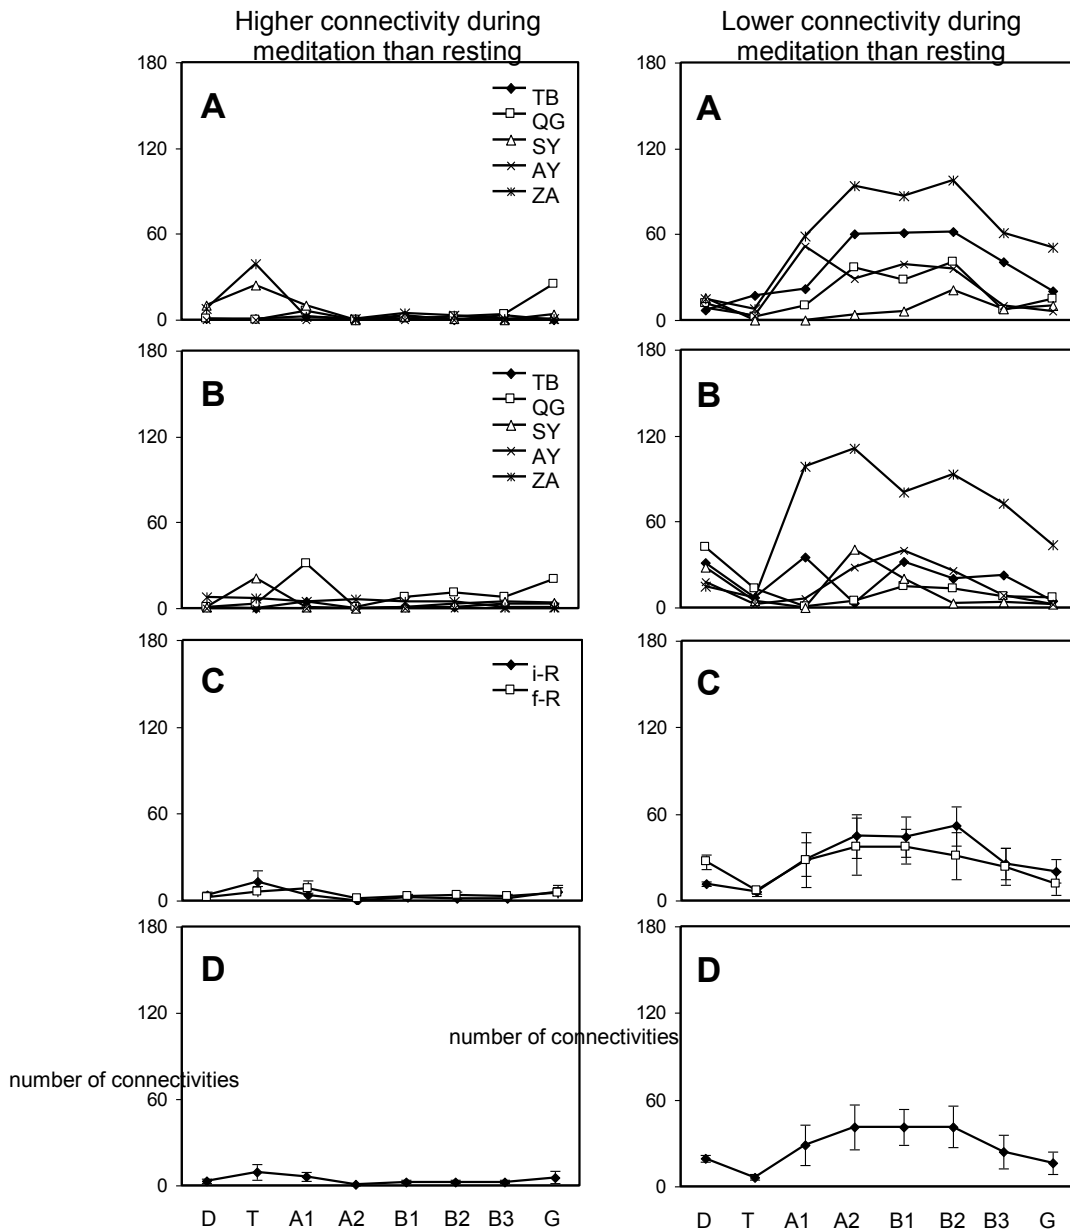 Higher connectivity during
meditation than resting
Lower connectivity during
meditation than resting
180
120
60
0
A
TB
QG
SY
AY
ZA
180
120
60
0
A
180
120
60
0
B
TB
QG
SY
AY
ZA
180
120
60
0
B
180
120
60
0
C
i-R
f-R
180
120
60
0
C
180
120
60
0
D
number of connectivities
D T A1 A2 B1 B2 B3 G
180
120
60
0
D
number of connectivities
D T A1 A2 B1 B2 B3 G